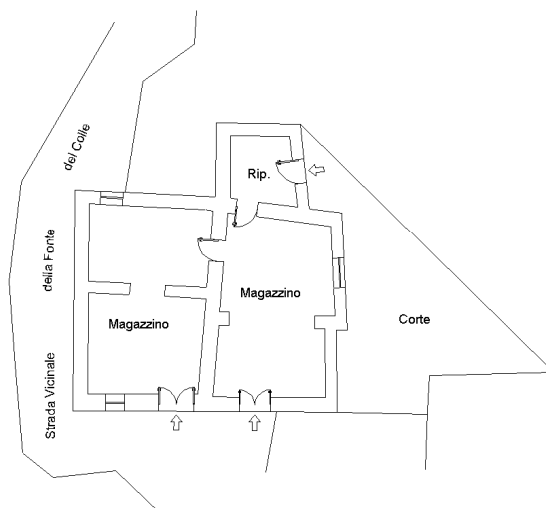 Strada Vicinale della Fonte del Colle
Rip.
Magazzino
Magazzino
Corte